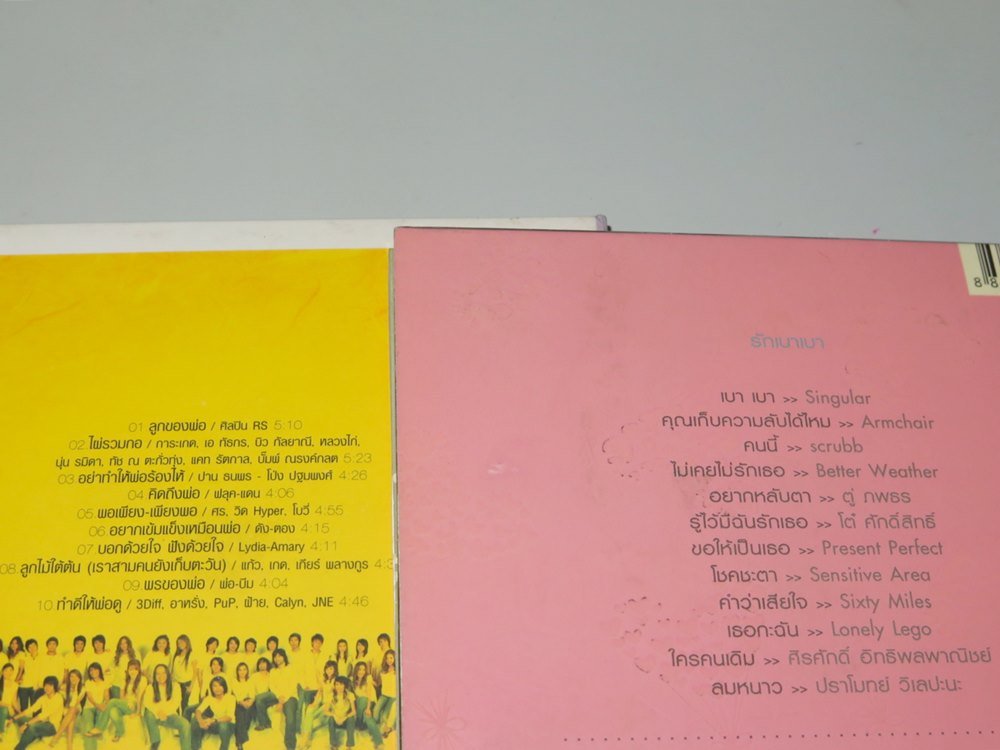 01 ลูกของพ่อ / ศิลปิน RS 5:10
02 ไผ่รวมกอ / การะเกด, เอ ทัธกร, บิว กัลยาณี, หลวงไก่,
นุ่น รมิดา, ทัช ณ ตะกั่วทุ่ง, แคท รัตกาล, ปั้มพ์ ณรงค์กลต 5:23
03 อย่าทำให้พ่อร้องไห้ / ปาน ธนพร - โป่ง ปฐมพงศ์ 4:26
04 คิดถึงพ่อ / ฟลุค-แดน 4:06
05 พอเพียง-เพียงพอ / ศร, วิด Hyper, โบวี่ 4:55
06 อยากเข้มแข็งเหมือนพ่อ / ดัง-ตอง 4:15
07 บอกด้วยใจ ฟังด้วยใจ / Lydia-Amary 4.11
08 ลูกไม้ใต้ต้น (เราสามคนยังเก็บตะวัน) / แก้ว, เกด, เกียร์ พลางกูร
09 พรของพ่อ / พ่อ-บีม 4:04
10 ทำดีให้พ่อดู / 3Diff, อาหรั่ง, PuP, ฝ้าย, Calyn, JNE 4:46
88
รักเบาเบา
เบา เบา >> Singular
คุณเก็บความลับได้ไหม >> Armchair
คนนี้ >> scrubb
ไม่เคยไม่รักเธอ >> Better Weather
อยากหลับตา >> ตู่ ภพธร
รู้ไว้มีฉันรักเธอ >> โต๋ ศักดิ์สิทธิ์
ขอให้เป็นเธอ >> Present Perfect
โชคชะตา >> Sensitive Area
คำว่าเสียใจ >> Sixty Miles
เธอกะฉัน >> Lonely Lego
ใครคนเดิม >> ศิรศักดิ์ อิทธิพลพาณิชย์
ลมหนาว >> ปราโมทย์ วิเลปะนะ